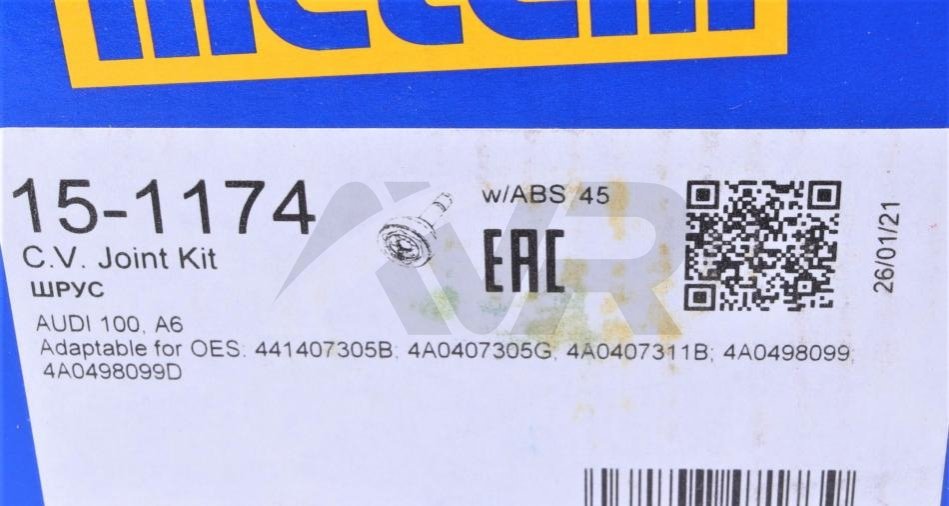 15-1174
w/ABS 45
C.V. Joint Kit
EAC
ШРУС
26/01/21
AUDI 100, A6
Adaptable for OES: 441407305B; 4A0407305G; 4A0407311B; 4A0498099;
4A0498099D